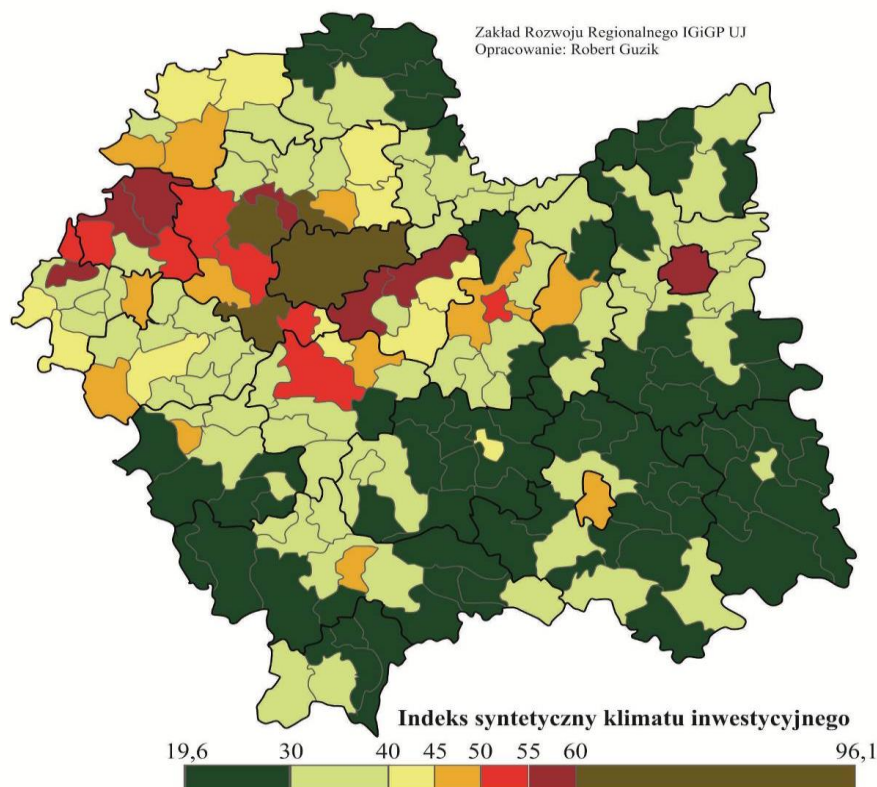 Zakład Rozwoju Regionalnego IGiGP UJ
Opracowanie: Robert Guzik
Indeks syntetyczny klimatu inwestycyjnego
19,6 30 40 45 50 55 60 96,1